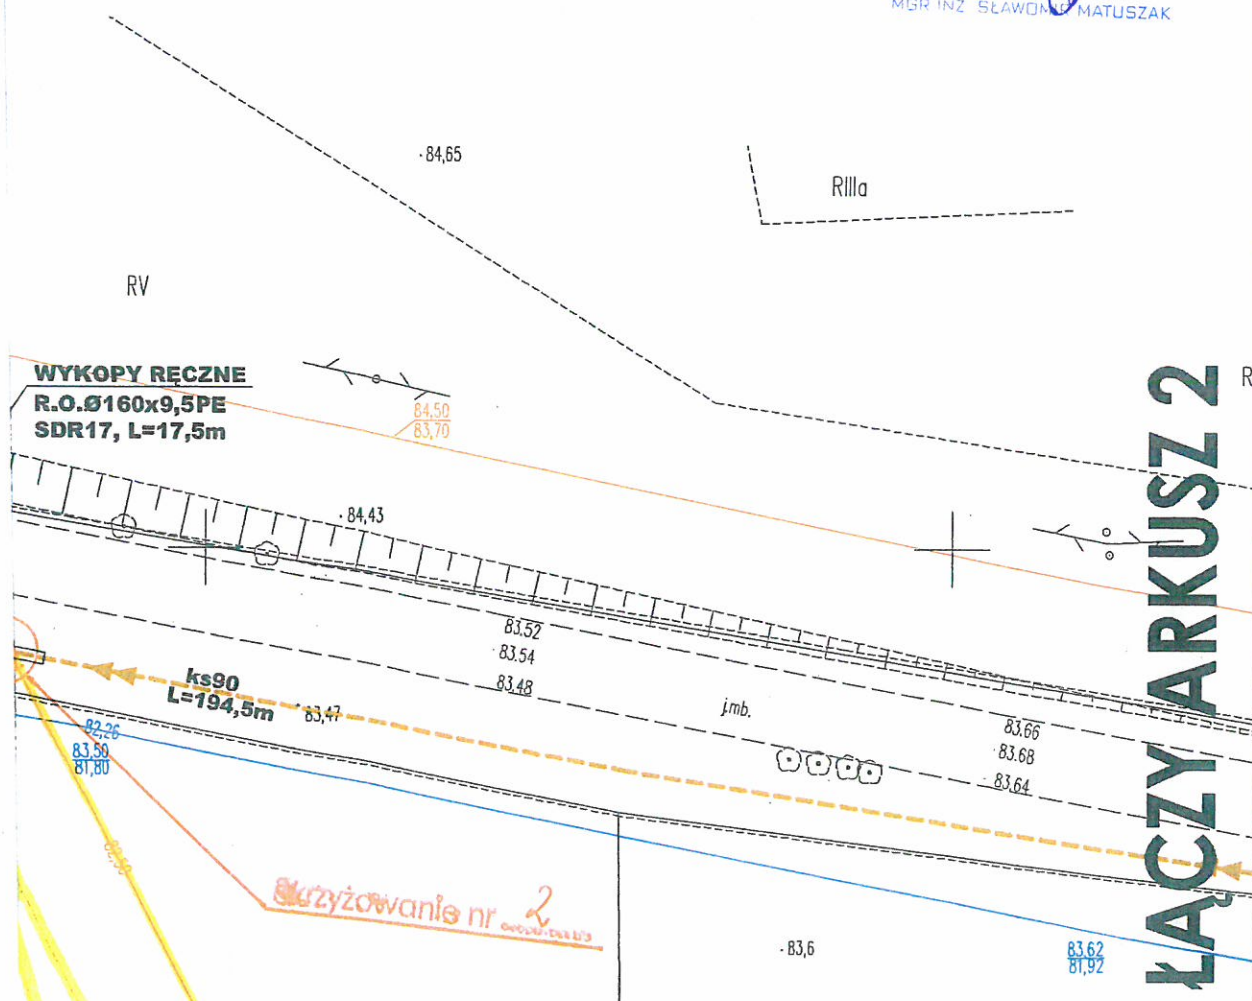 MGR INŻ SŁAWOMIR MATUSZAK
84,65
RIIIa
RV
WYKOPY RĘCZNE
R.O.Ø160x9,5PE
SDR17, L=17,5m
84,50
83,70
R
84,43
83.52
83.54
83,48
ks90
L=194,5m
83,47
j.mb.
83.66
83.68
83,64
82,26
83,50
81,80
Skrzyżowanie nr 2
83,6
83,62
81,92
ŁĄCZY ARKUSZ 2